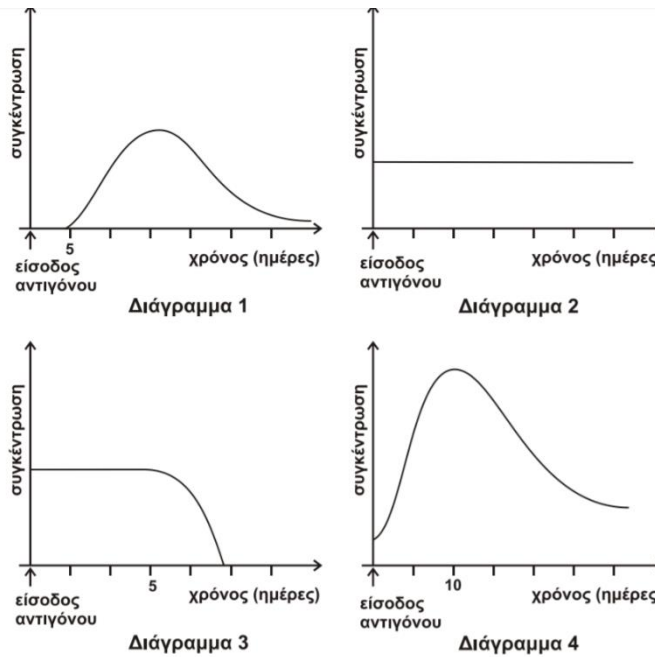 συγκέντρωση
5
χρόνος (ημέρες)
είσοδος
αντιγόνου
Διάγραμμα 1
συγκέντρωση
χρόνος (ημέρες)
είσοδος
αντιγόνου
Διάγραμμα 2
συγκέντρωση
5
χρόνος (ημέρες)
είσοδος
αντιγόνου
Διάγραμμα 3
συγκέντρωση
10
χρόνος (ημέρες)
είσοδος
αντιγόνου
Διάγραμμα 4